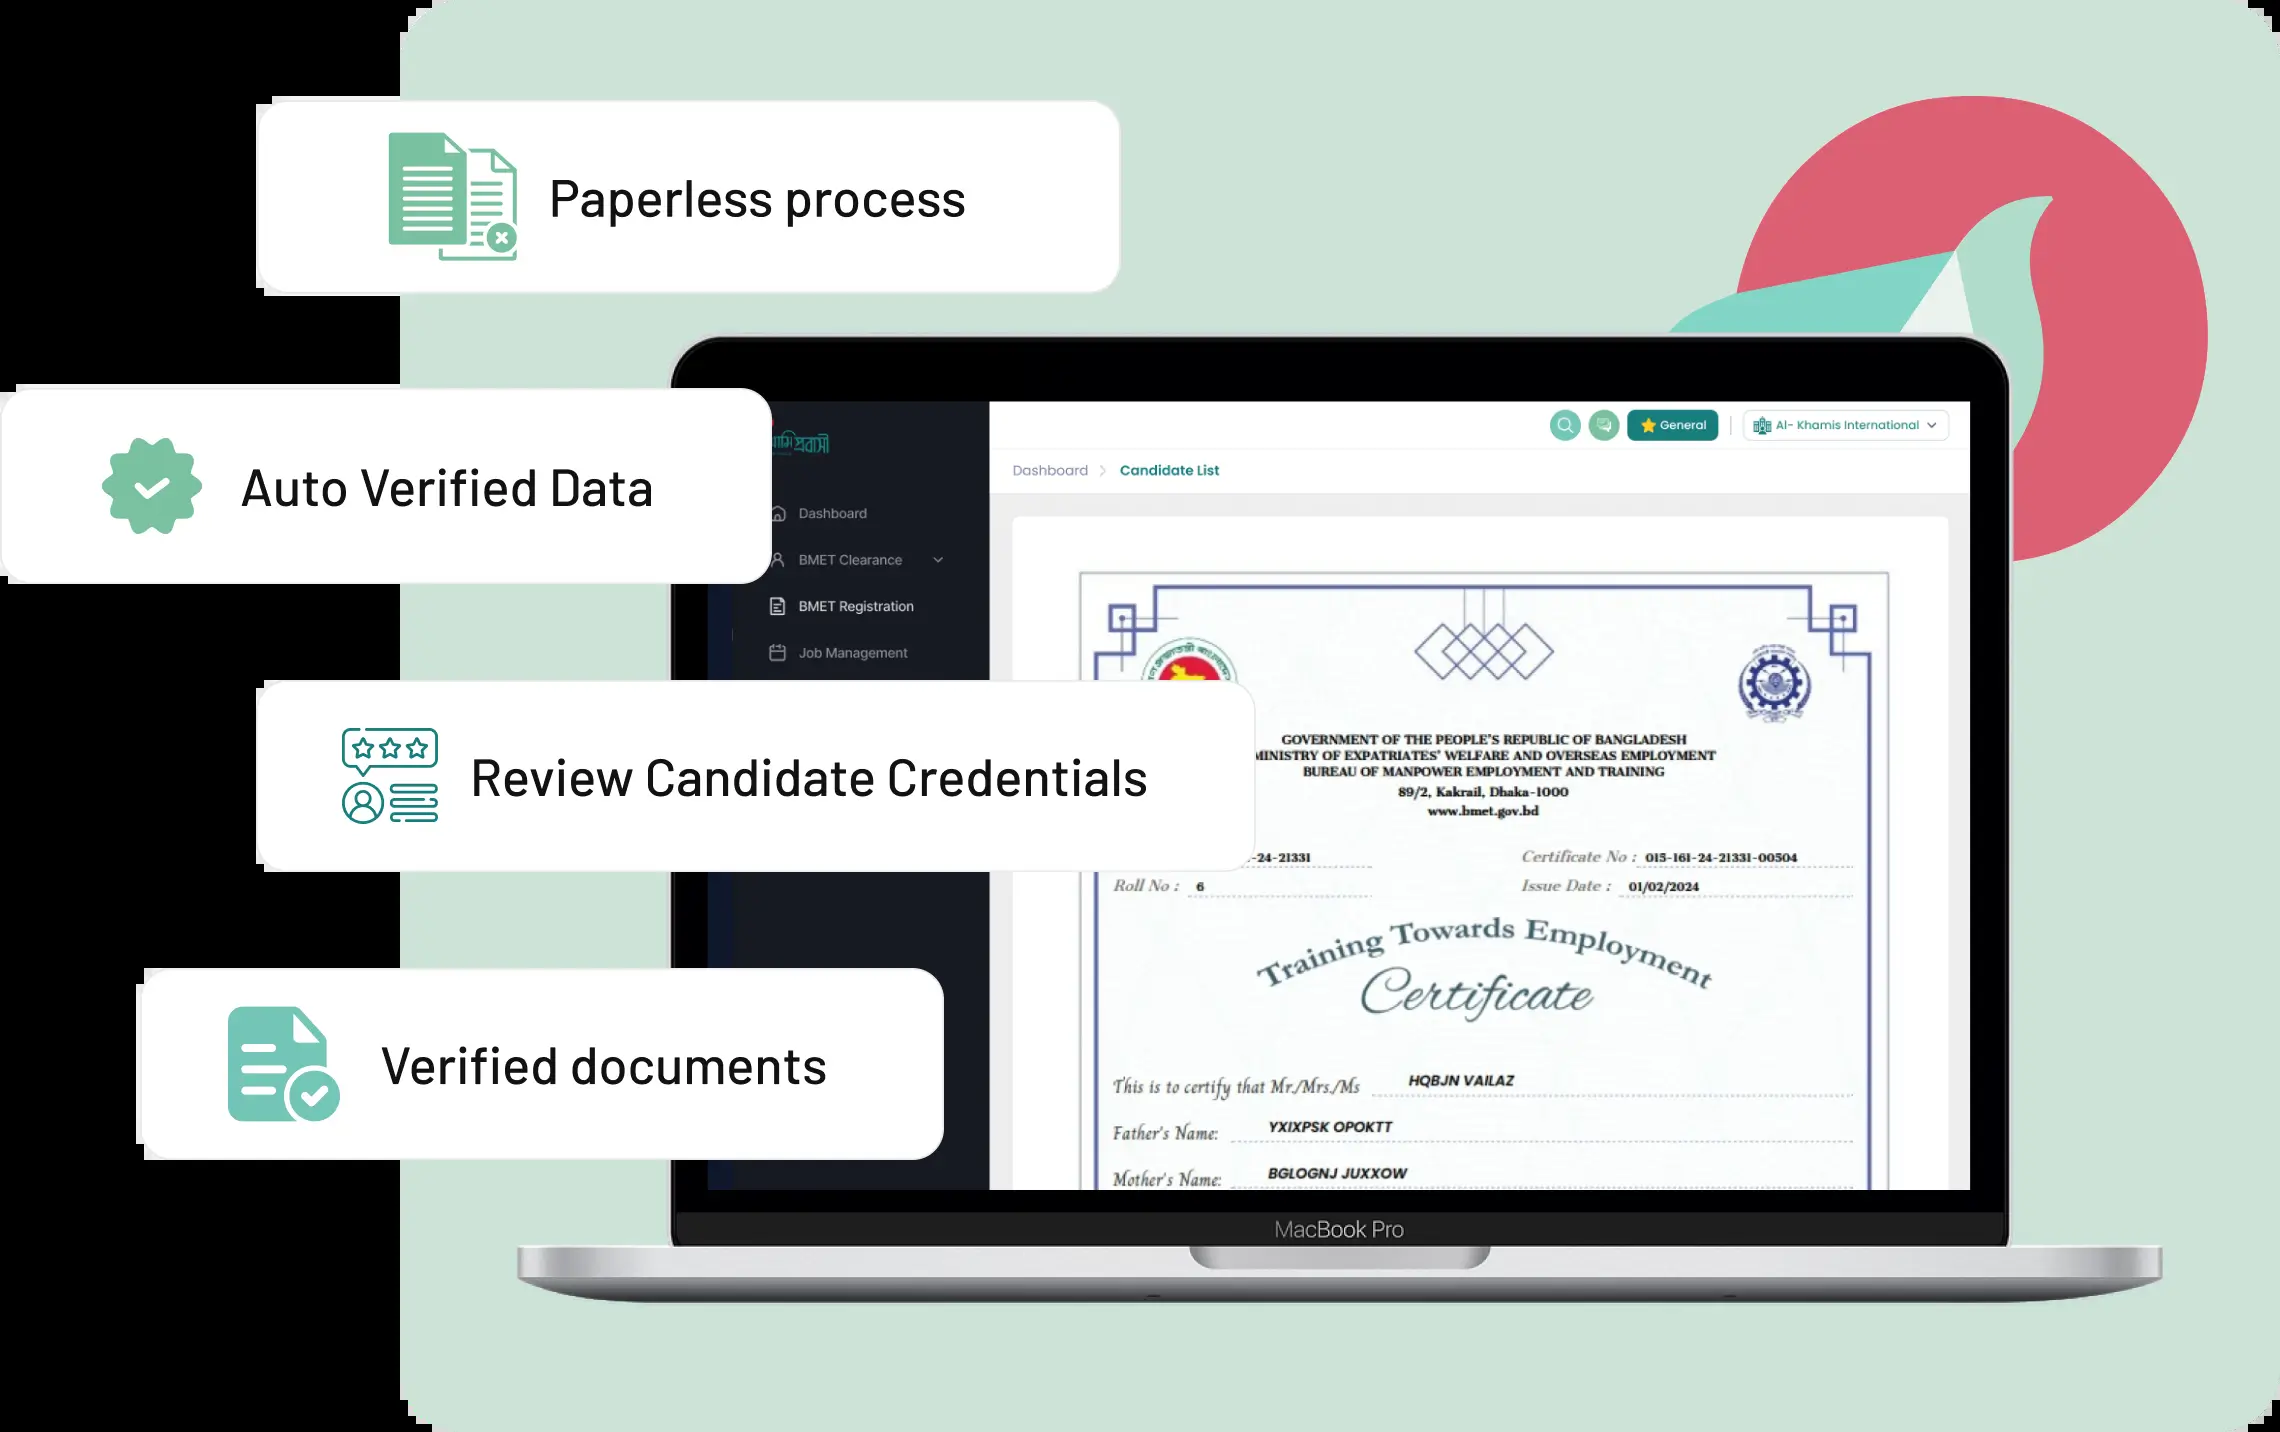 Paperless process
Auto Verified Data
Review Candidate Credentials
Verified documents
প্রবাসী
General
Al- Khamis International
Dashboard
Candidate List
Dashboard
BMET Clearance
BMET Registration
Job Management
GOVERNMENT OF THE PEOPLE'S REPUBLIC OF BANGLADESH
MINISTRY OF EXPATRIATES' WELFARE AND OVERSEAS EMPLOYMENT
BUREAU OF MANPOWER EMPLOYMENT AND TRAINING
89/2, Kakrail, Dhaka-1000
www.bmet.gov.bd
-24-21331
Certificate No : 015-161-24-21331-00504
Roll No : 6
Issue Date : 01/02/2024
Training Towards Employment
Certificate
This is to certify that Mr./Mrs./Ms HQBJN VAILAZ
Father's Name: YXIXPSK OPOKTT
Mother's Name: BGLOGNJ JUXXOW
MacBook Pro